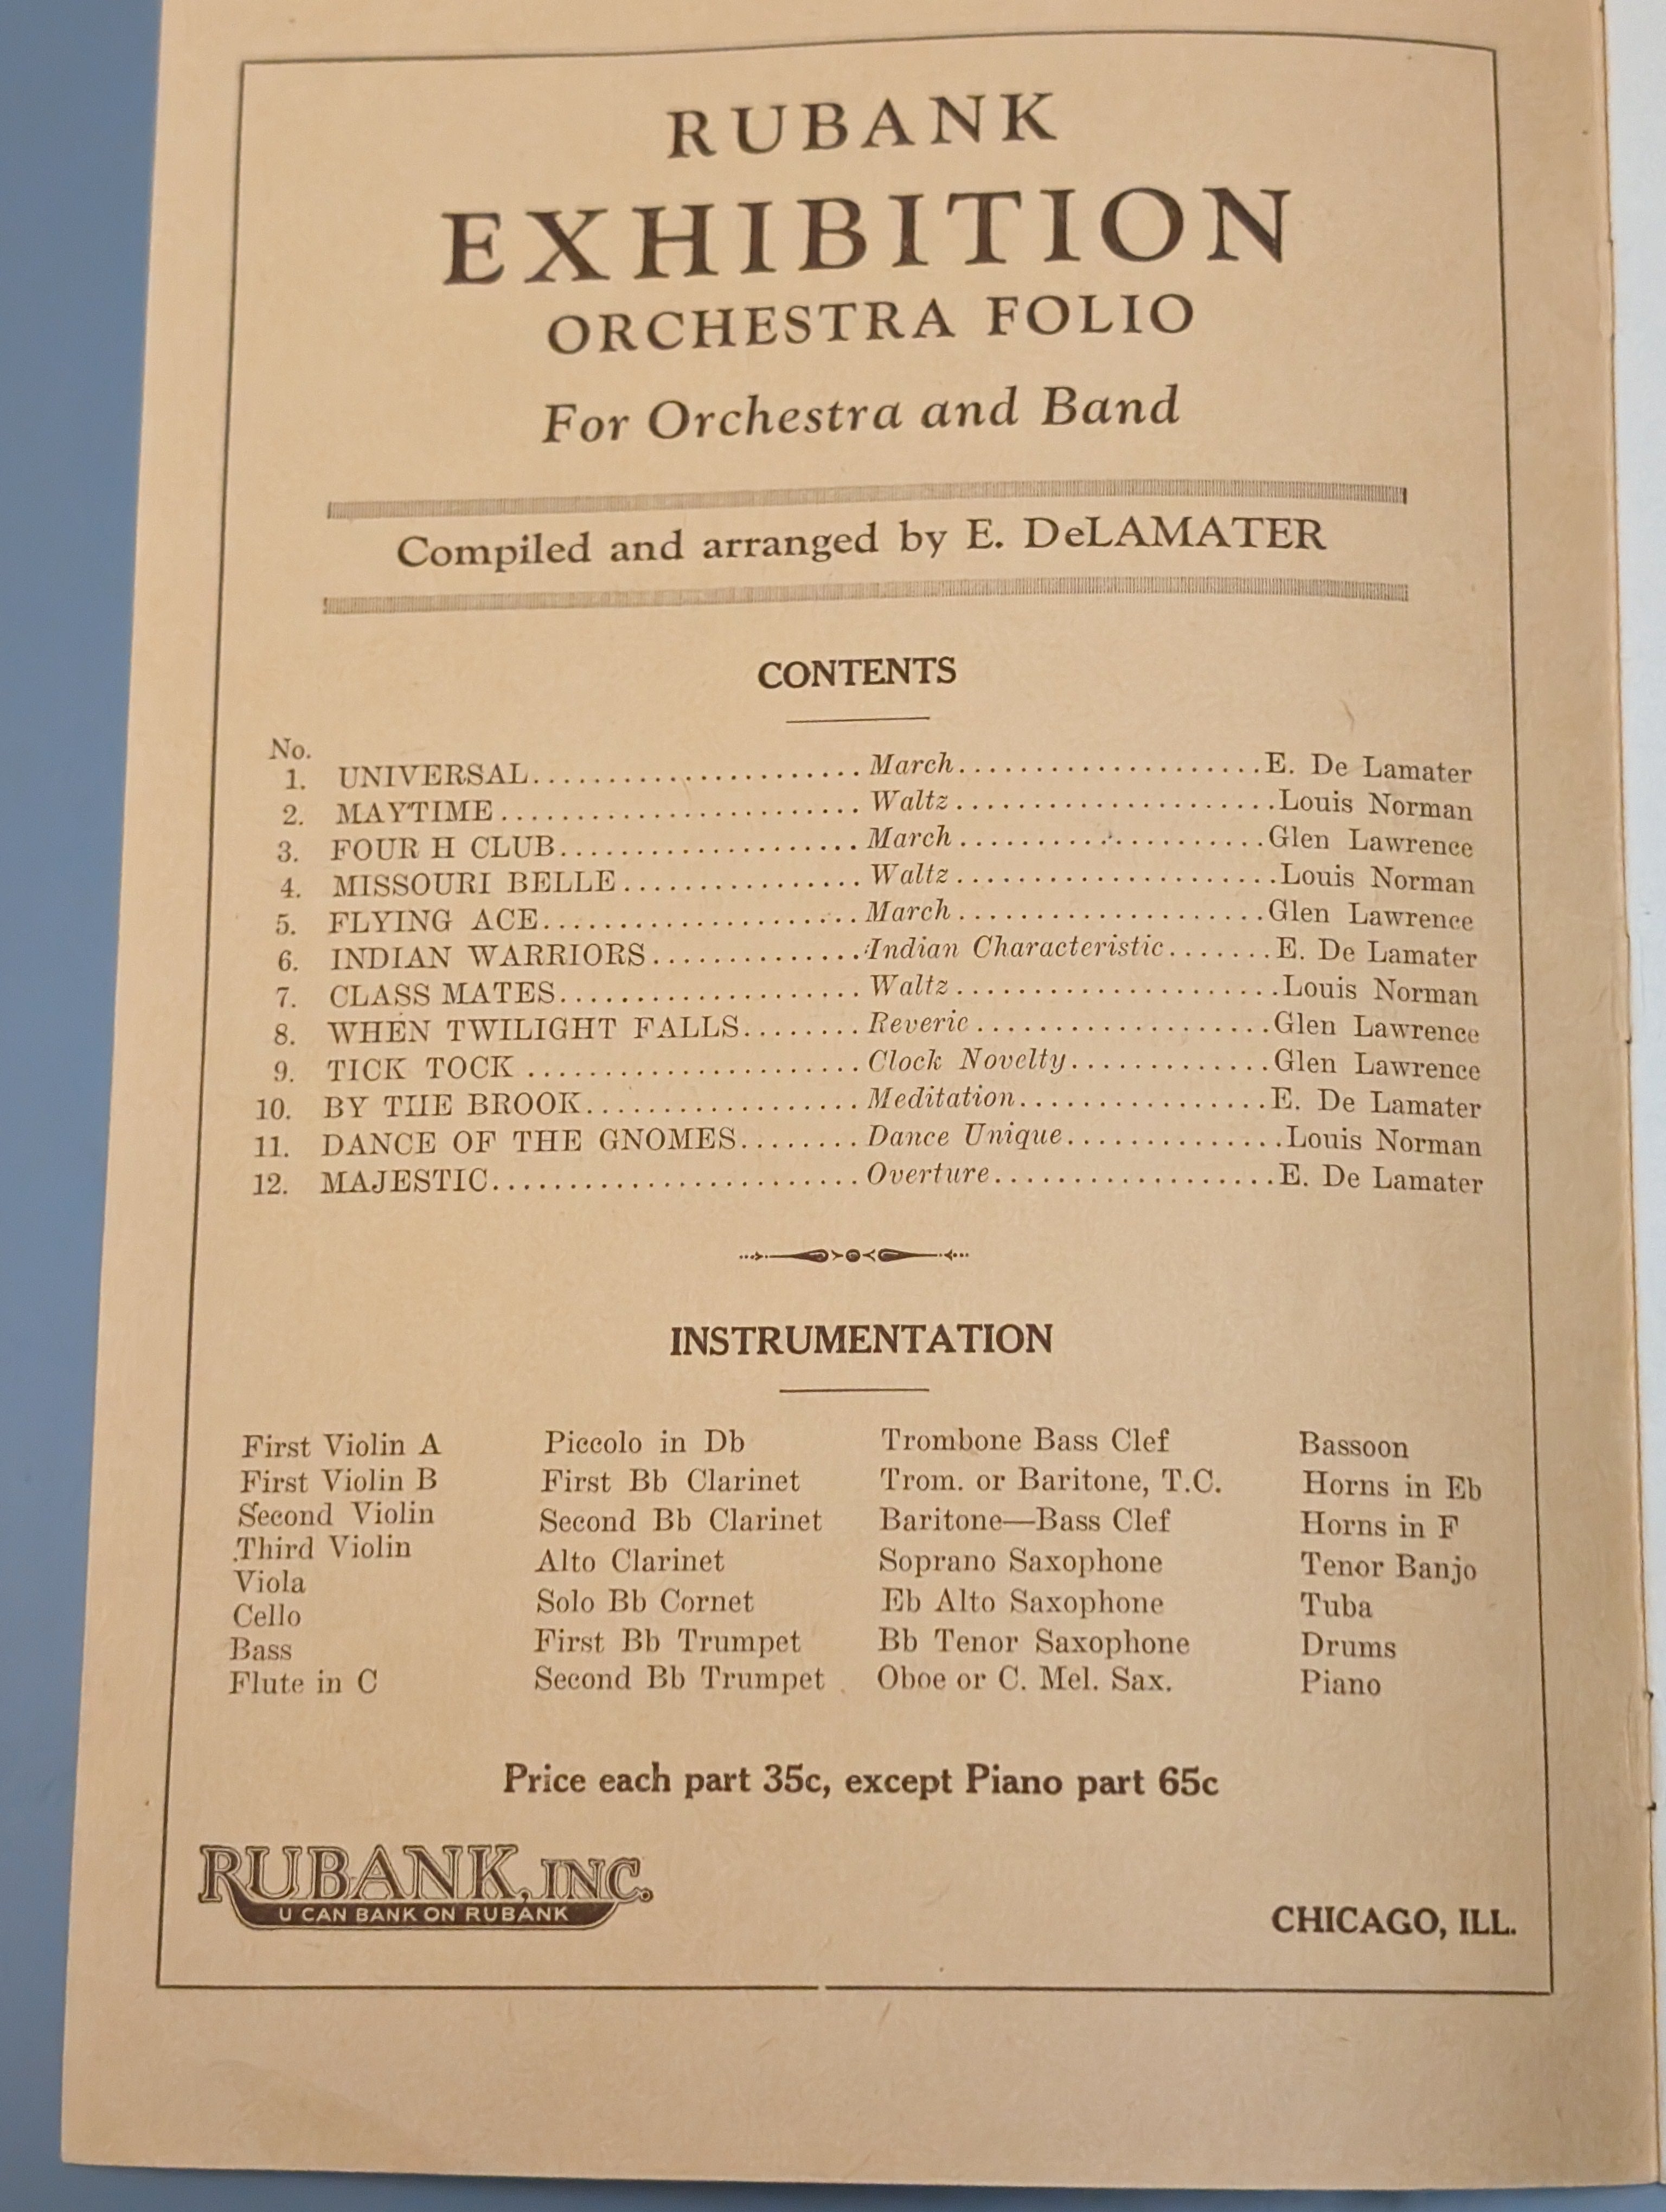 RUBANK
EXHIBITION
ORCHESTRA FOLIO
For Orchestra and Band
Compiled and arranged by E. DeLAMATER
CONTENTS
No.
1. UNIVERSAL.......................March....................E. De Lamater
2. MAYTIME.........................Waltz.....................Louis Norman
3. FOUR H CLUB.....................March....................Glen Lawrence
4. MISSOURI BELLE..................Waltz.....................Louis Norman
5. FLYING ACE......................March....................Glen Lawrence
6. INDIAN WARRIORS..............Indian Characteristic.......E. De Lamater
7. CLASS MATES.....................Waltz.....................Louis Norman
8. WHEN TWILIGHT FALLS........Reverie...................Glen Lawrence
9. TICK TOCK......................Clock Novelty.............Glen Lawrence
10. BY THE BROOK...................Meditation................E. De Lamater
11. DANCE OF THE GNOMES........Dance Unique..............Louis Norman
12. MAJESTIC........................Overture..................E. De Lamater
INSTRUMENTATION
First Violin A
First Violin B
Second Violin
Third Violin
Viola
Cello
Bass
Flute in C
Piccolo in Db
First Bb Clarinet
Second Bb Clarinet
Alto Clarinet
Solo Bb Cornet
First Bb Trumpet
Second Bb Trumpet
Trombone Bass Clef
Trom. or Baritone, T.C.
Baritone—Bass Clef
Soprano Saxophone
Eb Alto Saxophone
Bb Tenor Saxophone
Oboe or C. Mel. Sax.
Bassoon
Horns in Eb
Horns in F
Tenor Banjo
Tuba
Drums
Piano
Price each part 35c, except Piano part 65c
RUBANK, INC.
U CAN BANK ON RUBANK
CHICAGO, ILL.